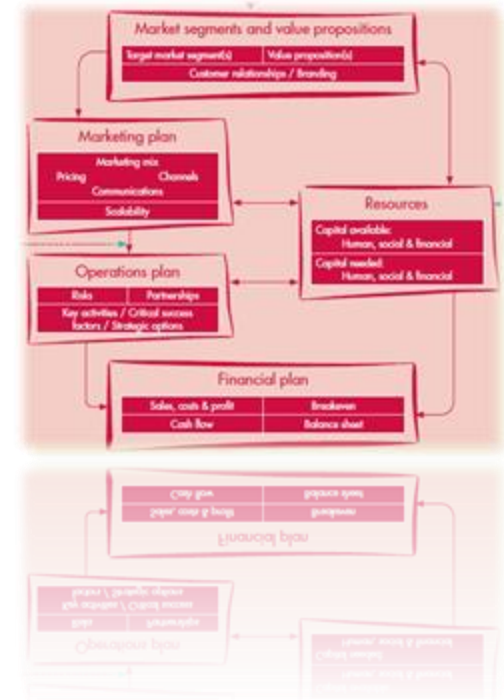 Market segments and value propositions
Target market segment(s) Value proposition(s)
Customer relationships / Branding
Marketing plan
Marketing mix
Pricing Channels
Communications
Scalability
Resources
Capital available:
Human, social & financial
Capital needed:
Human, social & financial
Operations plan
Risks Partnerships
Key activities / Critical success
factors / Strategic options
Financial plan
Sales, costs & profit Breakeven
Cash flow Balance sheet